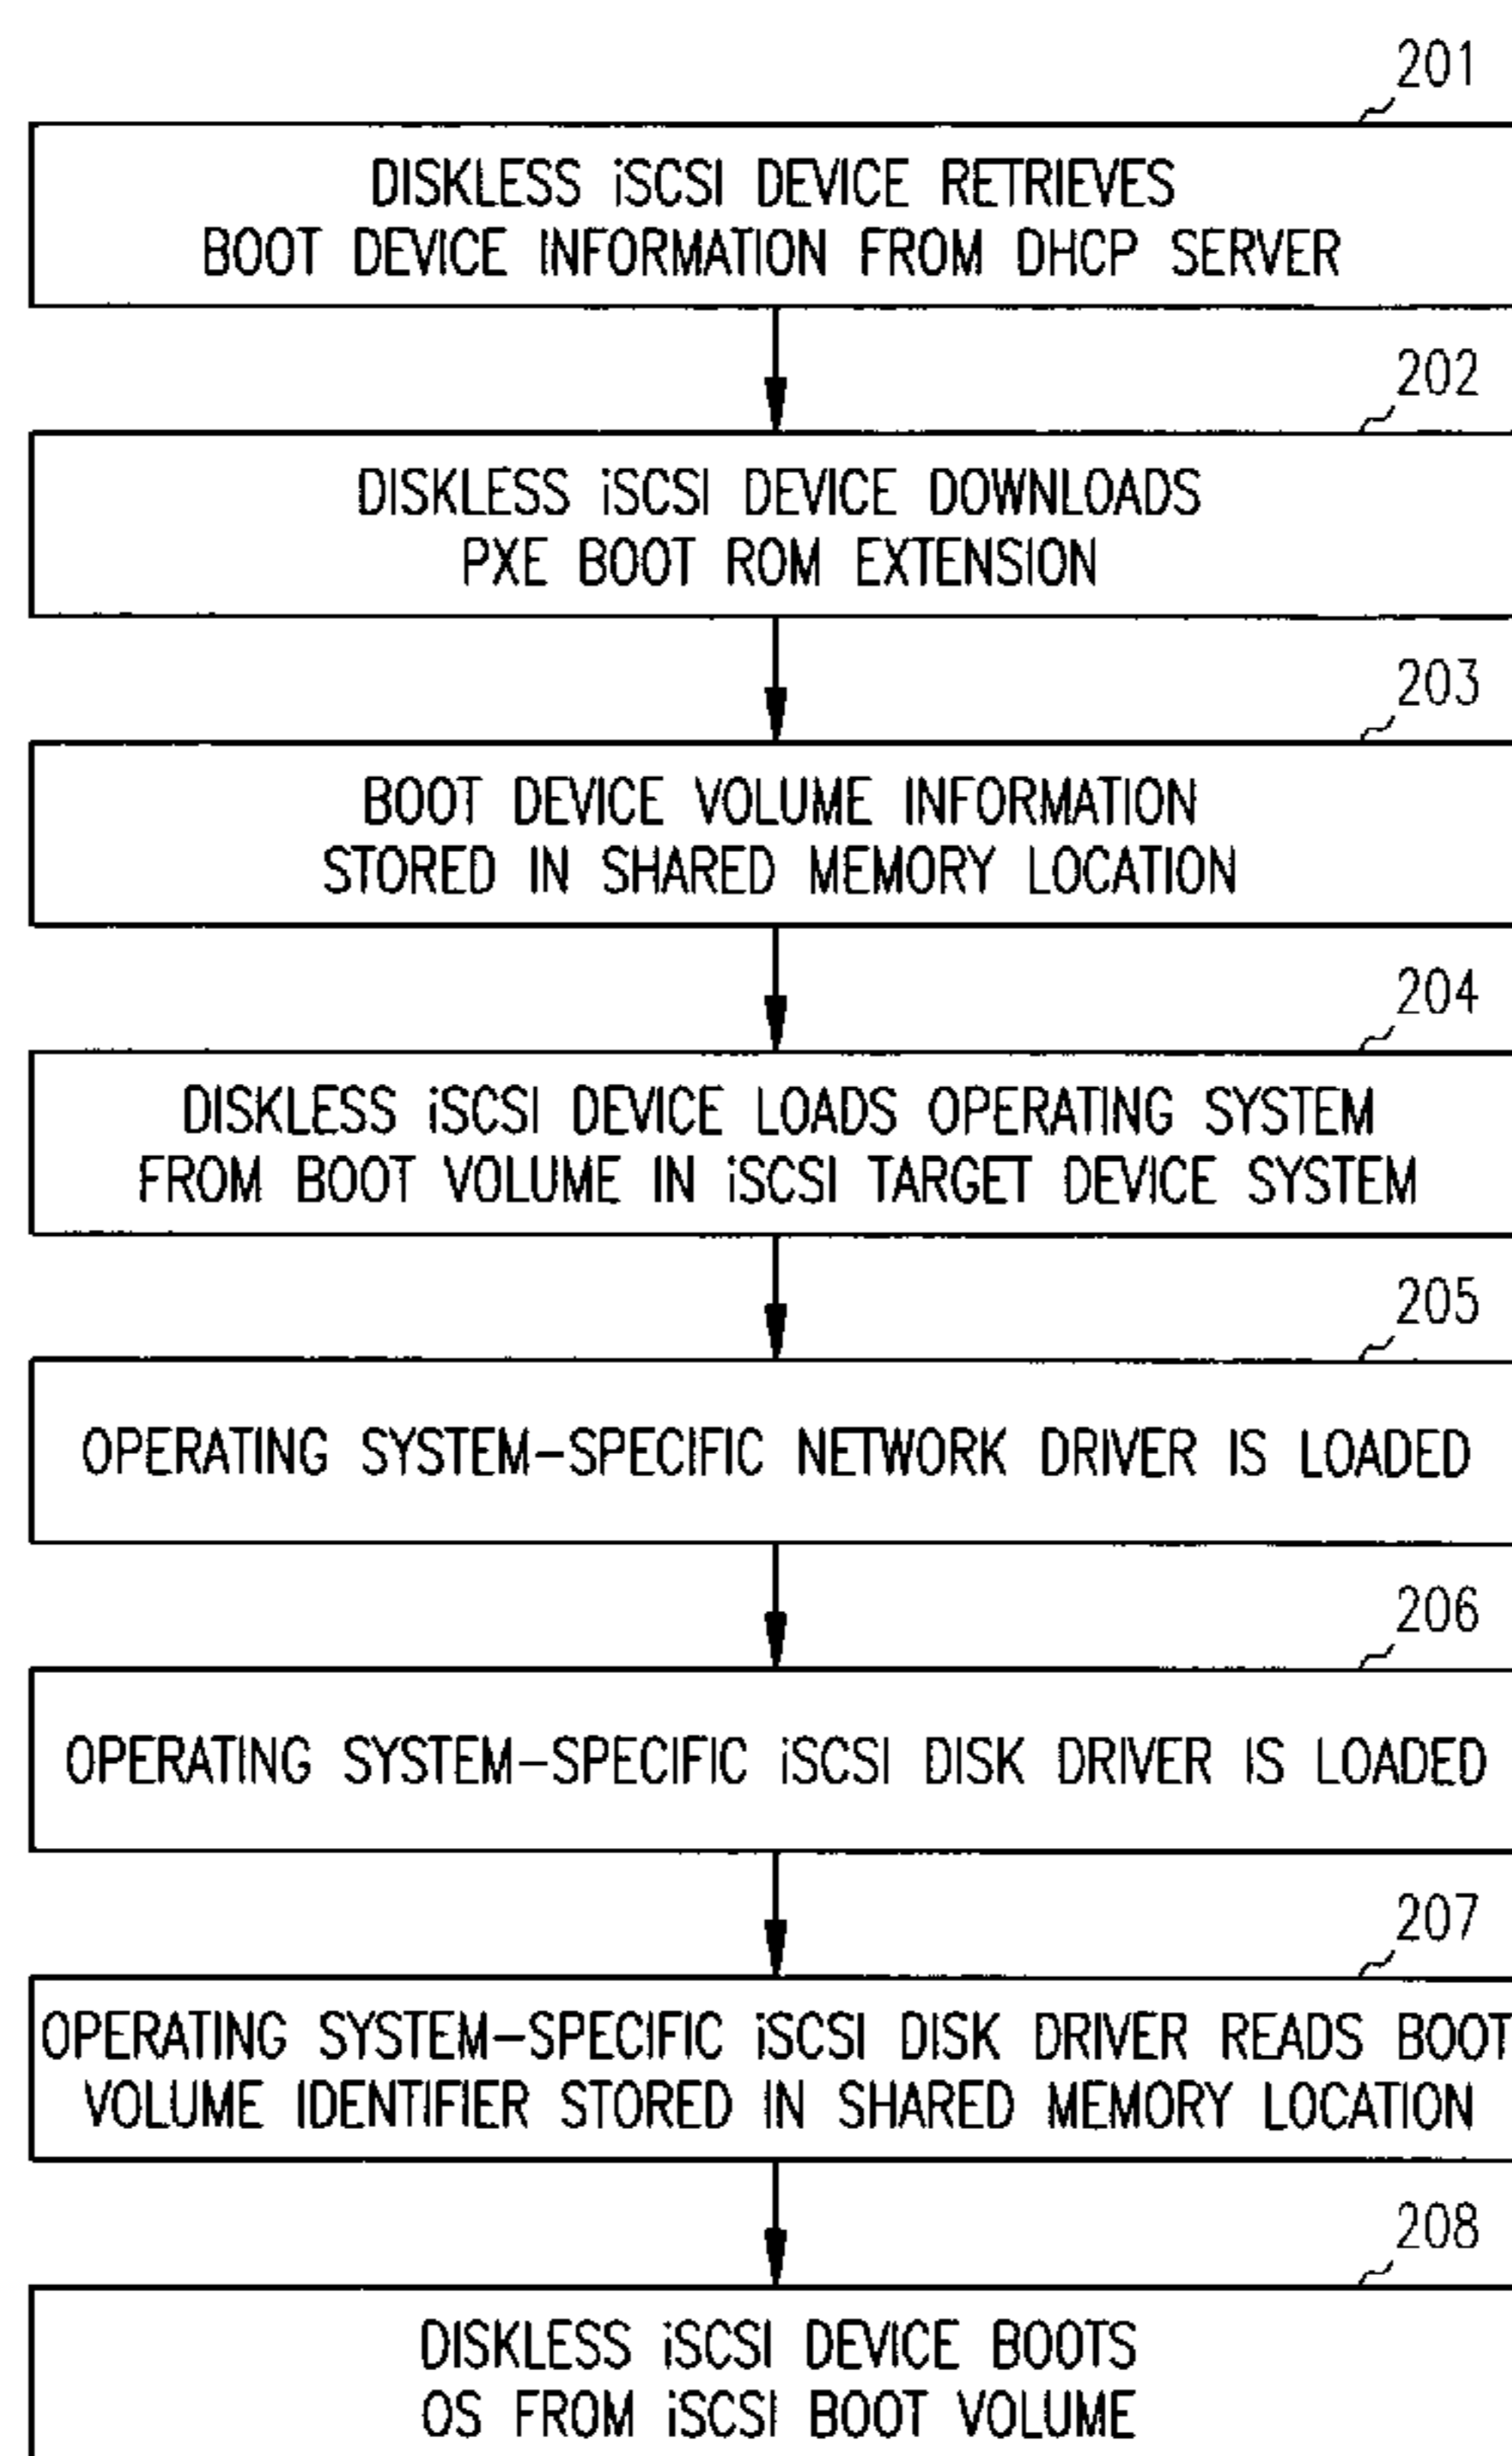 201
DISKLESS iSCSI DEVICE RETRIEVES
BOOT DEVICE INFORMATION FROM DHCP SERVER
202
DISKLESS iSCSI DEVICE DOWNLOADS
PXE BOOT ROM EXTENSION
203
BOOT DEVICE VOLUME INFORMATION
STORED IN SHARED MEMORY LOCATION
204
DISKLESS iSCSI DEVICE LOADS OPERATING SYSTEM
FROM BOOT VOLUME IN iSCSI TARGET DEVICE SYSTEM
205
OPERATING SYSTEM-SPECIFIC NETWORK DRIVER IS LOADED
206
OPERATING SYSTEM-SPECIFIC iSCSI DISK DRIVER IS LOADED
207
OPERATING SYSTEM-SPECIFIC iSCSI DISK DRIVER READS BOOT
VOLUME IDENTIFIER STORED IN SHARED MEMORY LOCATION
208
DISKLESS iSCSI DEVICE BOOTS
OS FROM iSCSI BOOT VOLUME